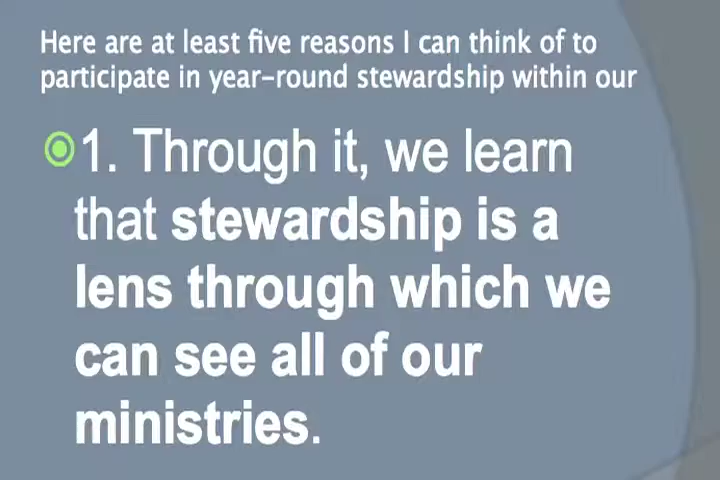 Here are at least five reasons I can think of to
participate in year-round stewardship within our
1. Through it, we learn
that stewardship is a
lens through which we
can see all of our
ministries.